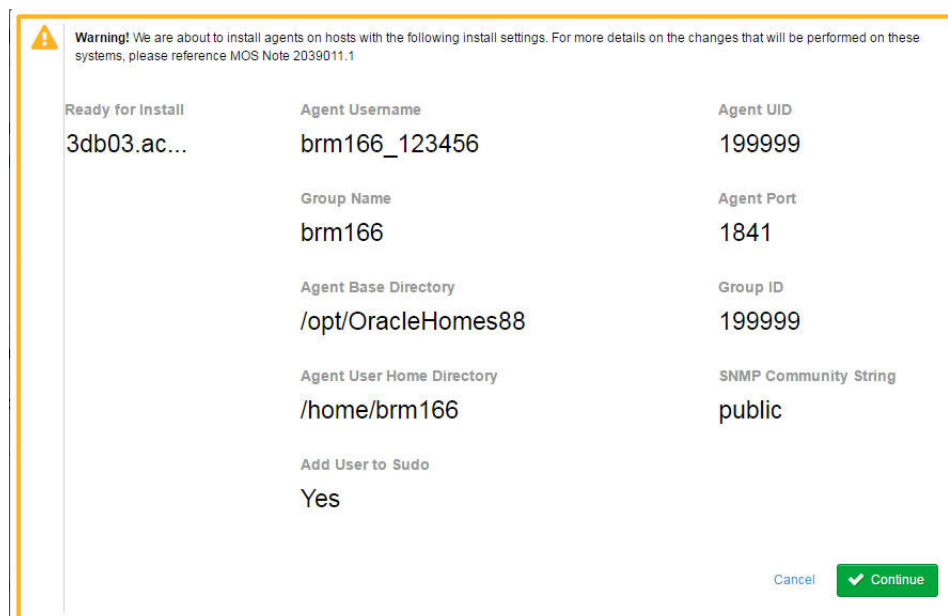 Warning! We are about to install agents on hosts with the following install settings. For more details on the changes that will be performed on these
systems, please reference MOS Note 2039011.1
Ready for Install
3db03.ac...
Agent Username
brm166_123456
Agent UID
199999
Group Name
brm166
Agent Port
1841
Agent Base Directory
/opt/OracleHomes88
Group ID
199999
Agent User Home Directory
/home/brm166
SNMP Community String
public
Add User to Sudo
Yes
Cancel
Continue